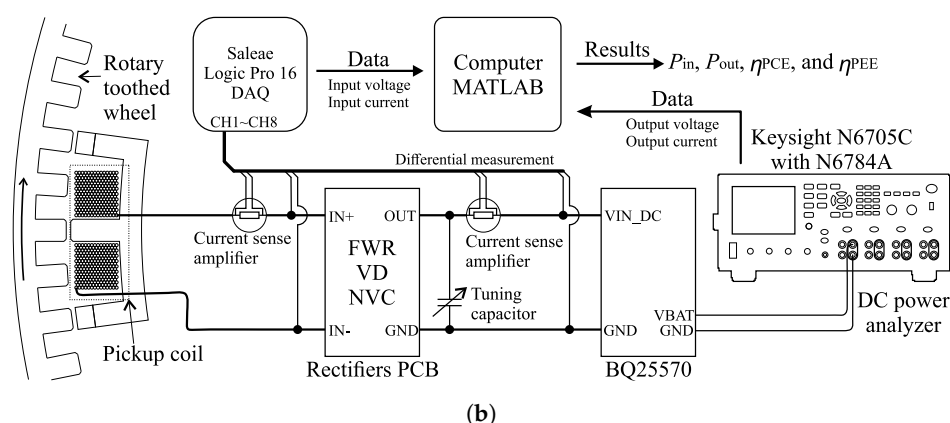 Rotary
toothed
wheel
Saleae
Logic Pro 16
DAQ
CH1~CH8
Data
Input voltage
Input current
Computer
MATLAB
Results
Pin, Pout, ηPCE, and ηPEE
Data
Output voltage
Output current
Keysight N6705C
with N6784A
Differential measurement
Current sense
amplifier
IN+
OUT
FWR
VD
NVC
IN-
GND
Rectifiers PCB
Current sense
amplifier
Tuning
capacitor
VIN_DC
GND
VBAT
GND
BQ25570
DC power
analyzer
Pickup coil
(b)